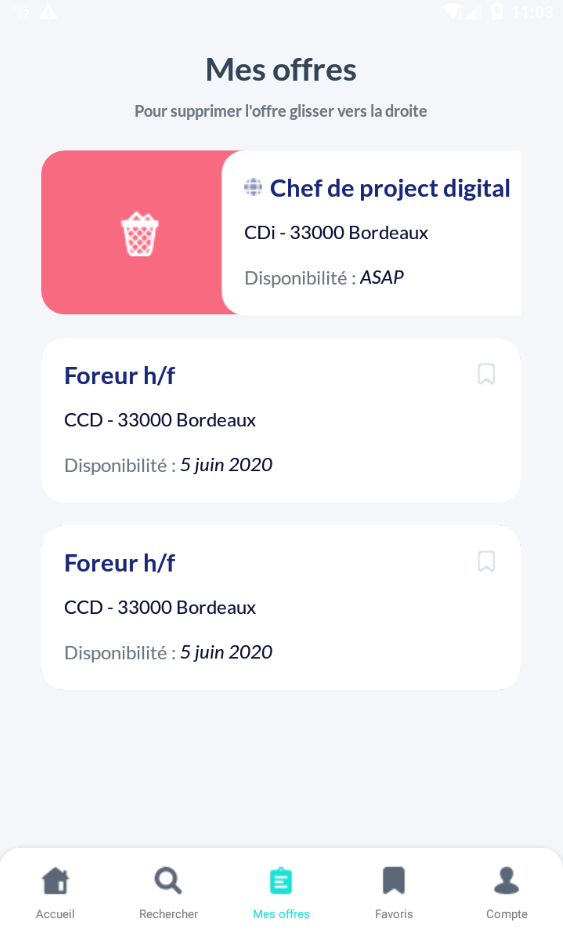 11:03
Mes offres
Pour supprimer l'offre glisser vers la droite
Chef de project digital
CDi - 33000 Bordeaux
Disponibilité : ASAP
Foreur h/f
CCD - 33000 Bordeaux
Disponibilité : 5 juin 2020
Foreur h/f
CCD - 33000 Bordeaux
Disponibilité : 5 juin 2020
Accueil
Rechercher
Mes offres
Favoris
Compte